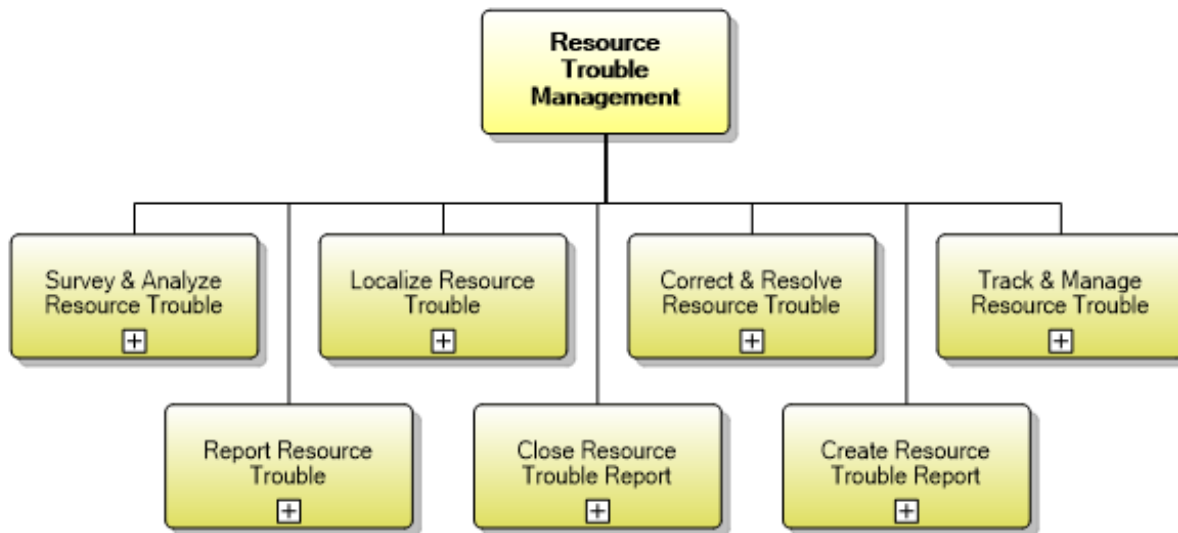 Resource
Trouble
Management
Survey & Analyze
Resource Trouble
Localize Resource
Trouble
Correct & Resolve
Resource Trouble
Track & Manage
Resource Trouble
Report Resource
Trouble
Close Resource
Trouble Report
Create Resource
Trouble Report